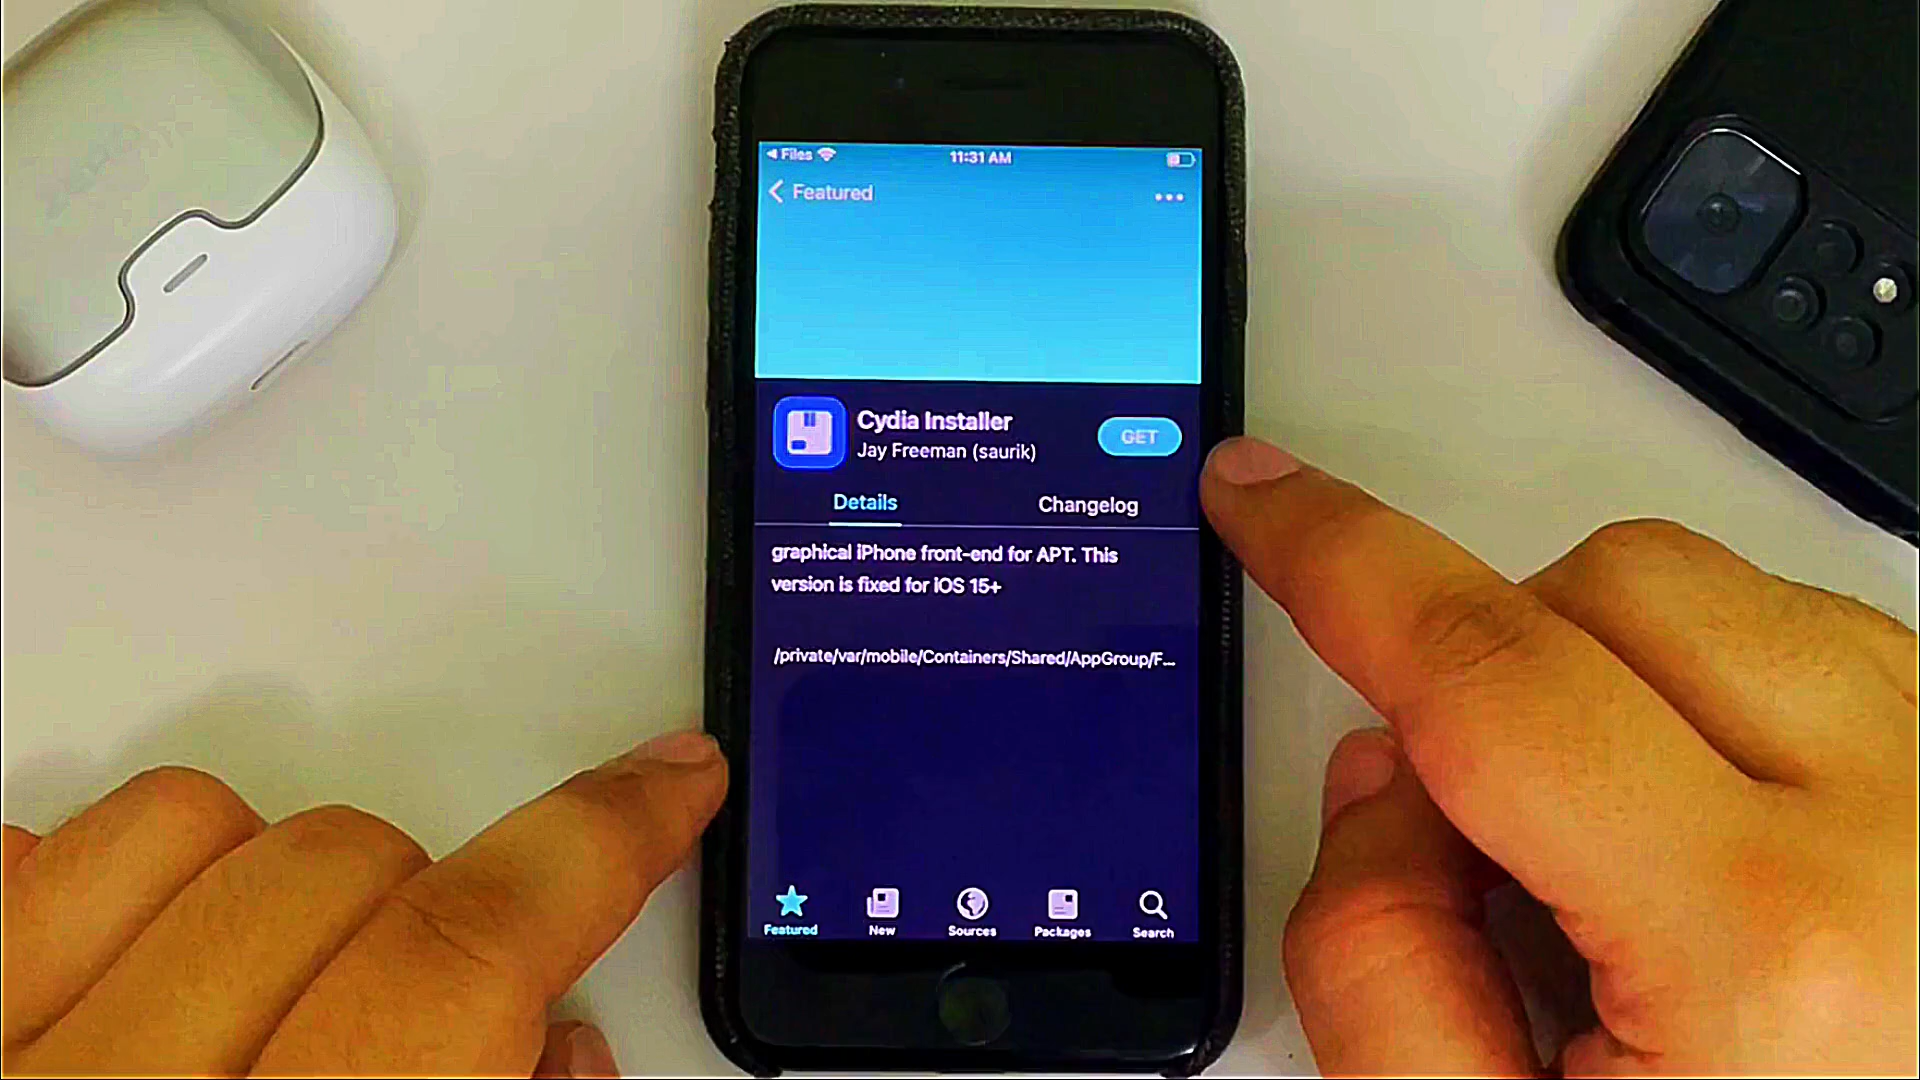 Files
11:31 AM
Featured
Cydia Installer
GET
Jay Freeman (saurik)
Details
Changelog
graphical iPhone front-end for APT. This
version is fixed for iOS 15+
/private/var/mobile/Containers/Shared/AppGroup/F...
Featured
New
Sources
Packages
Search